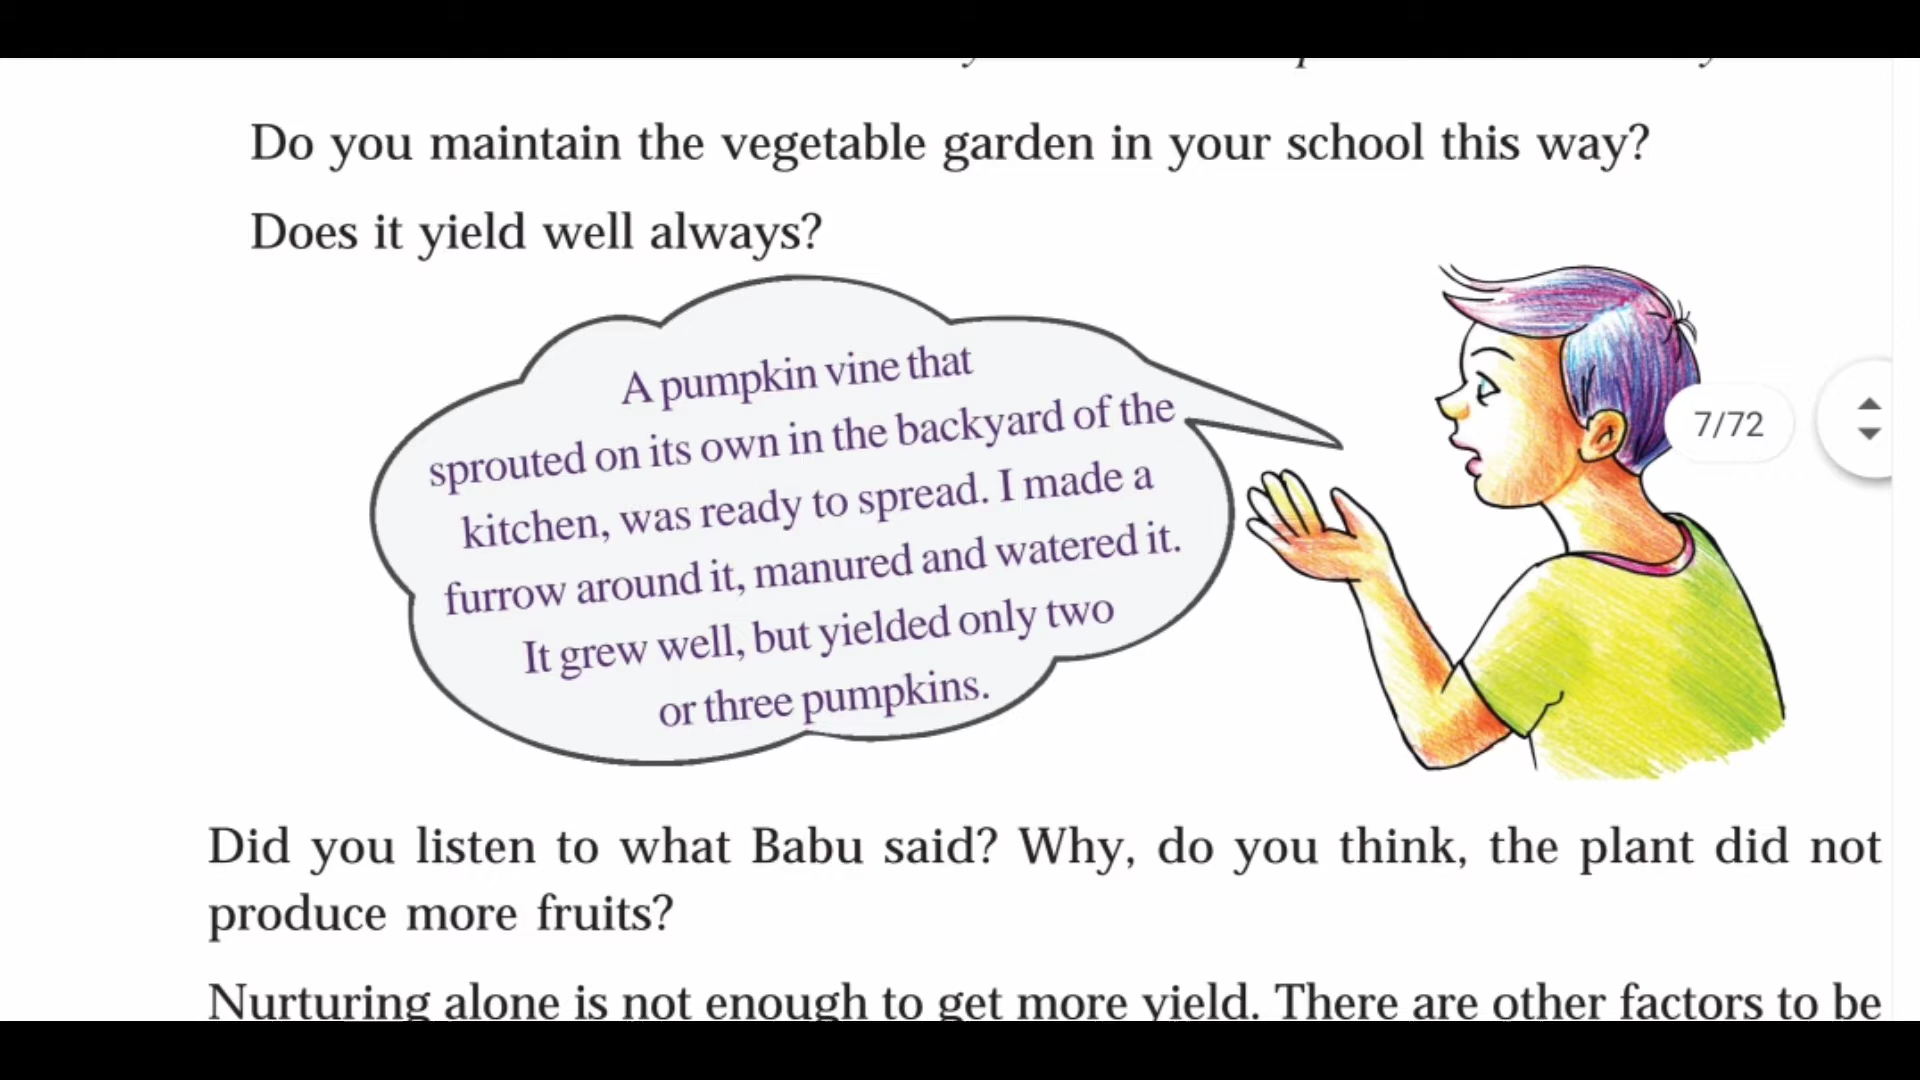 Do you maintain the vegetable garden in your school this way?
Does it yield well always?
A pumpkin vine that
sprouted on its own in the backyard of the
kitchen, was ready to spread. I made a
furrow around it, manured and watered it.
It grew well, but yielded only two
or three pumpkins.
7/72
Did you listen to what Babu said? Why, do you think, the plant did not
produce more fruits?
Nurturing alone is not enough to get more yield. There are other factors to be